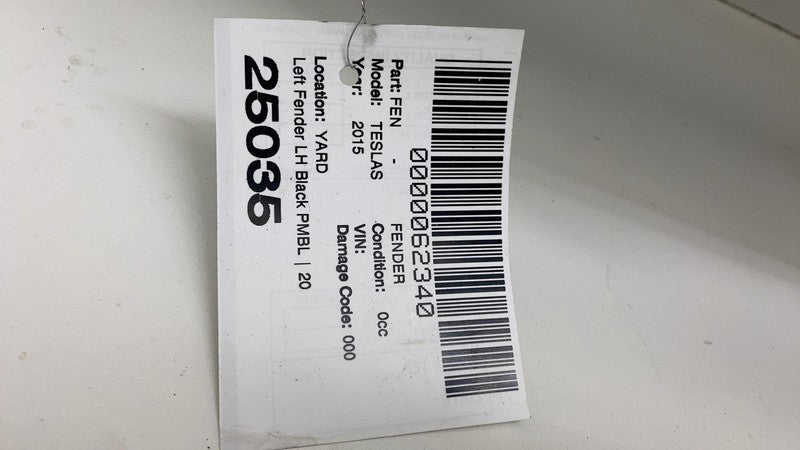 0000062340
Part: FEN - FENDER
Model: TESLAS Condition: 0cc
Year: 2015 VIN:
Damage Code: 000
Location: YARD
Left Fender LH Black PMBL | 20
25035